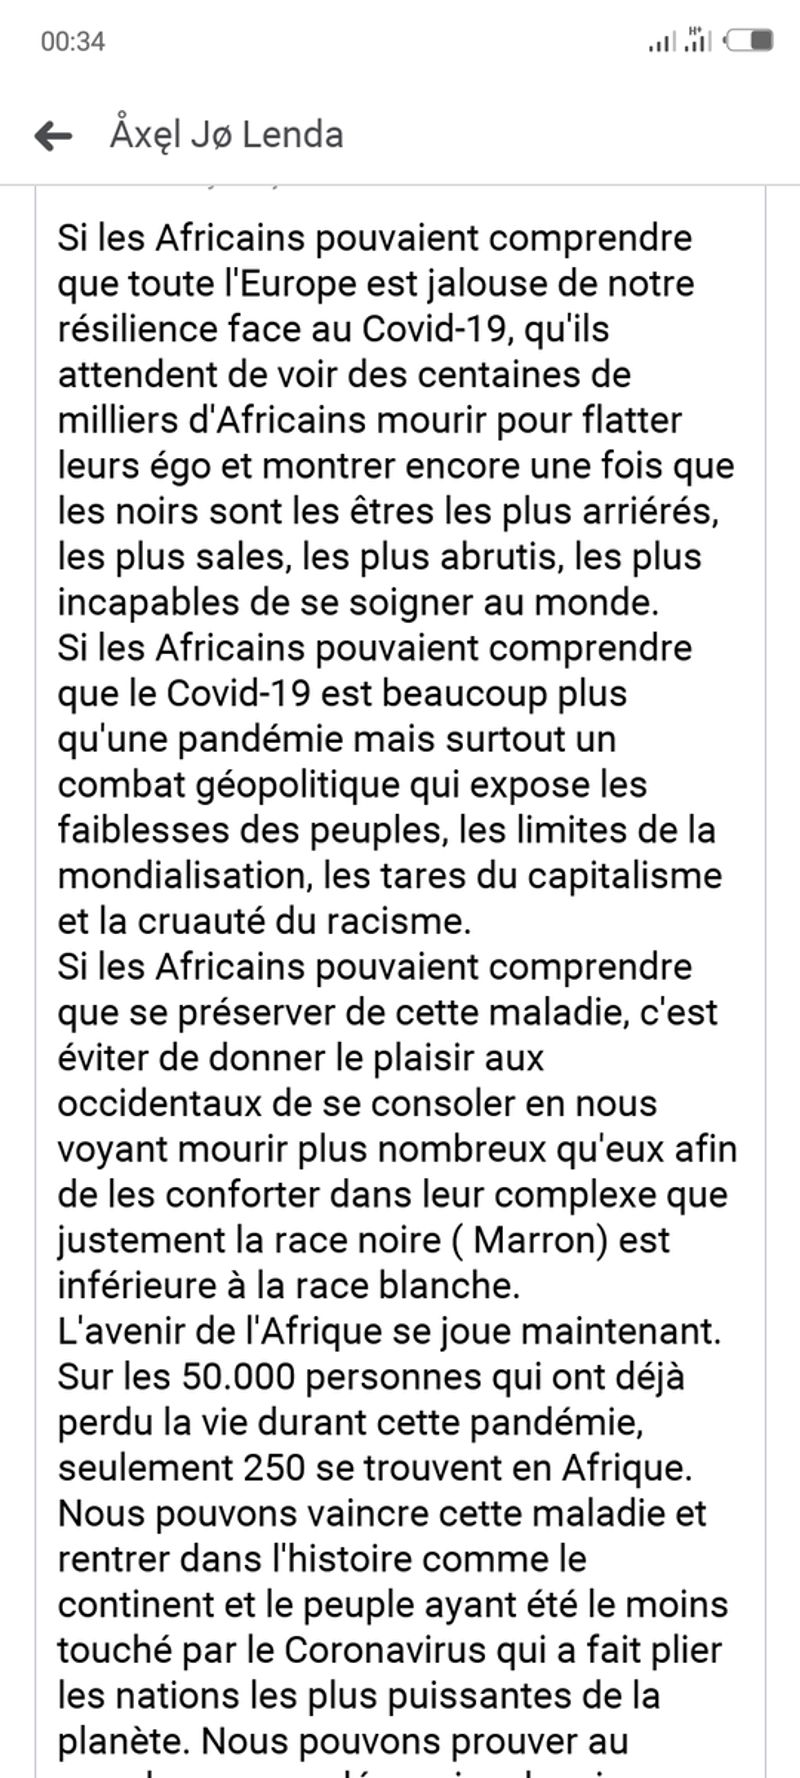 00:34
H+
Åxęl Jø Lenda
Si les Africains pouvaient comprendre
que toute l'Europe est jalouse de notre
résilience face au Covid-19, qu'ils
attendent de voir des centaines de
milliers d'Africains mourir pour flatter
leurs égo et montrer encore une fois que
les noirs sont les êtres les plus arriérés,
les plus sales, les plus abrutis, les plus
incapables de se soigner au monde.
Si les Africains pouvaient comprendre
que le Covid-19 est beaucoup plus
qu'une pandémie mais surtout un
combat géopolitique qui expose les
faiblesses des peuples, les limites de la
mondialisation, les tares du capitalisme
et la cruauté du racisme.
Si les Africains pouvaient comprendre
que se préserver de cette maladie, c'est
éviter de donner le plaisir aux
occidentaux de se consoler en nous
voyant mourir plus nombreux qu'eux afin
de les conforter dans leur complexe que
justement la race noire ( Marron) est
inférieure à la race blanche.
L'avenir de l'Afrique se joue maintenant.
Sur les 50.000 personnes qui ont déjà
perdu la vie durant cette pandémie,
seulement 250 se trouvent en Afrique.
Nous pouvons vaincre cette maladie et
rentrer dans l'histoire comme le
continent et le peuple ayant été le moins
touché par le Coronavirus qui a fait plier
les nations les plus puissantes de la
planète. Nous pouvons prouver au